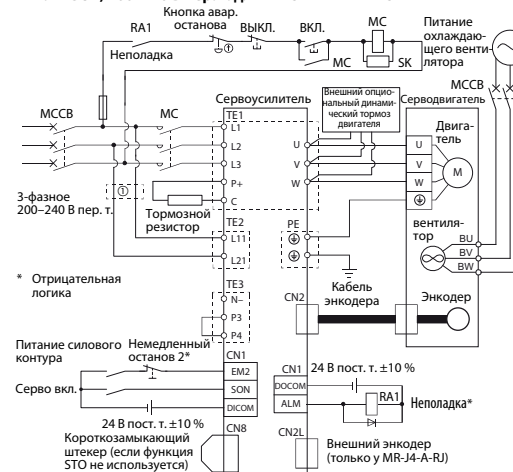 Кнопка авар.
останова
RA1
ВЫКЛ.
ВКЛ.
MC
Питание
охлаждаю-
щего венти-
лятора
Неполадка
MC
SK
MCCB
MCCB
MC
Сервоусилитель
Внешний опцио-
нальный динами-
ческий тормоз
двигателя
Серводвигатель
TE1
L1
L2
L3
P+
C
U
V
W
U
V
W
Двига-
тель
M
3-фазное
200–240 В пер. т.
①
Тормозной
резистор
TE2
L11
L21
PE
вентиля-
тор
BU
BV
BW
* Отрицательная
логика
TE3
N–
P3
P4
Кабель
энкодера
CN2
Энкодер
Питание силового
контура
Немедленный
останов 2*
CN1
EM2
SON
DICOM
Серво вкл.
24 В пост. т. ±10 %
CN1
24 В пост. т. ±10 %
DOCOM
ALM
RA1
Неполадка*
CN8
Короткозамыкающий
штекер (если функция
STO не используется)
CN2L
Внешний энкодер
(только у MR-J4-A-RJ)